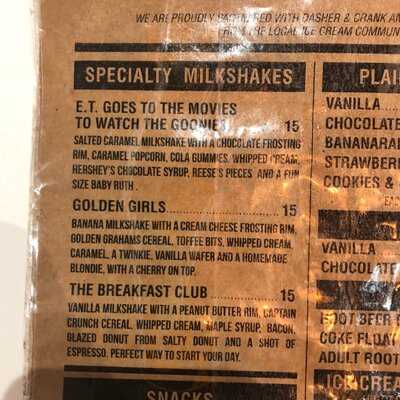 WE ARE PROUDLY PARTNERED WITH DASHER & CRANK AN
FROM THE LOCAL ICE CREAM COMMUN
SPECIALTY MILKSHAKES
E.T. GOES TO THE MOVIES
TO WATCH THE GOONIES 15
SALTED CARAMEL MILKSHAKE WITH A CHOCOLATE FROSTING
RIM, CARAMEL POPCORN, COLA GUMMIES, WHIPPED CREAM,
HERSHEY'S CHOCOLATE SYRUP, REESE'S PIECES AND A FUN
SIZE BABY RUTH.
GOLDEN GIRLS 15
BANANA MILKSHAKE WITH A CREAM CHEESE FROSTING RIM,
GOLDEN GRAHAMS CEREAL, TOFFEE BITS, WHIPPED CREAM,
CARAMEL, A TWINKIE, VANILLA WAFER AND A HOMEMADE
BLONDIE, WITH A CHERRY ON TOP.
THE BREAKFAST CLUB 15
VANILLA MILKSHAKE WITH A PEANUT BUTTER RIM, CAPTAIN
CRUNCH CEREAL, WHIPPED CREAM, MAPLE SYRUP, BACON,
GLAZED DONUT FROM SALTY DONUT AND A SHOT OF
ESPRESSO. PERFECT WAY TO START YOUR DAY.
SNACKS
PLAI
VANILLA
CHOCOLATE
BANANARA
STRAWBERR
COOKIES &
VANILLA
CHOCOLATE
ROOT BEER
COKE FLOAT
ADULT ROOT
ICE CREA